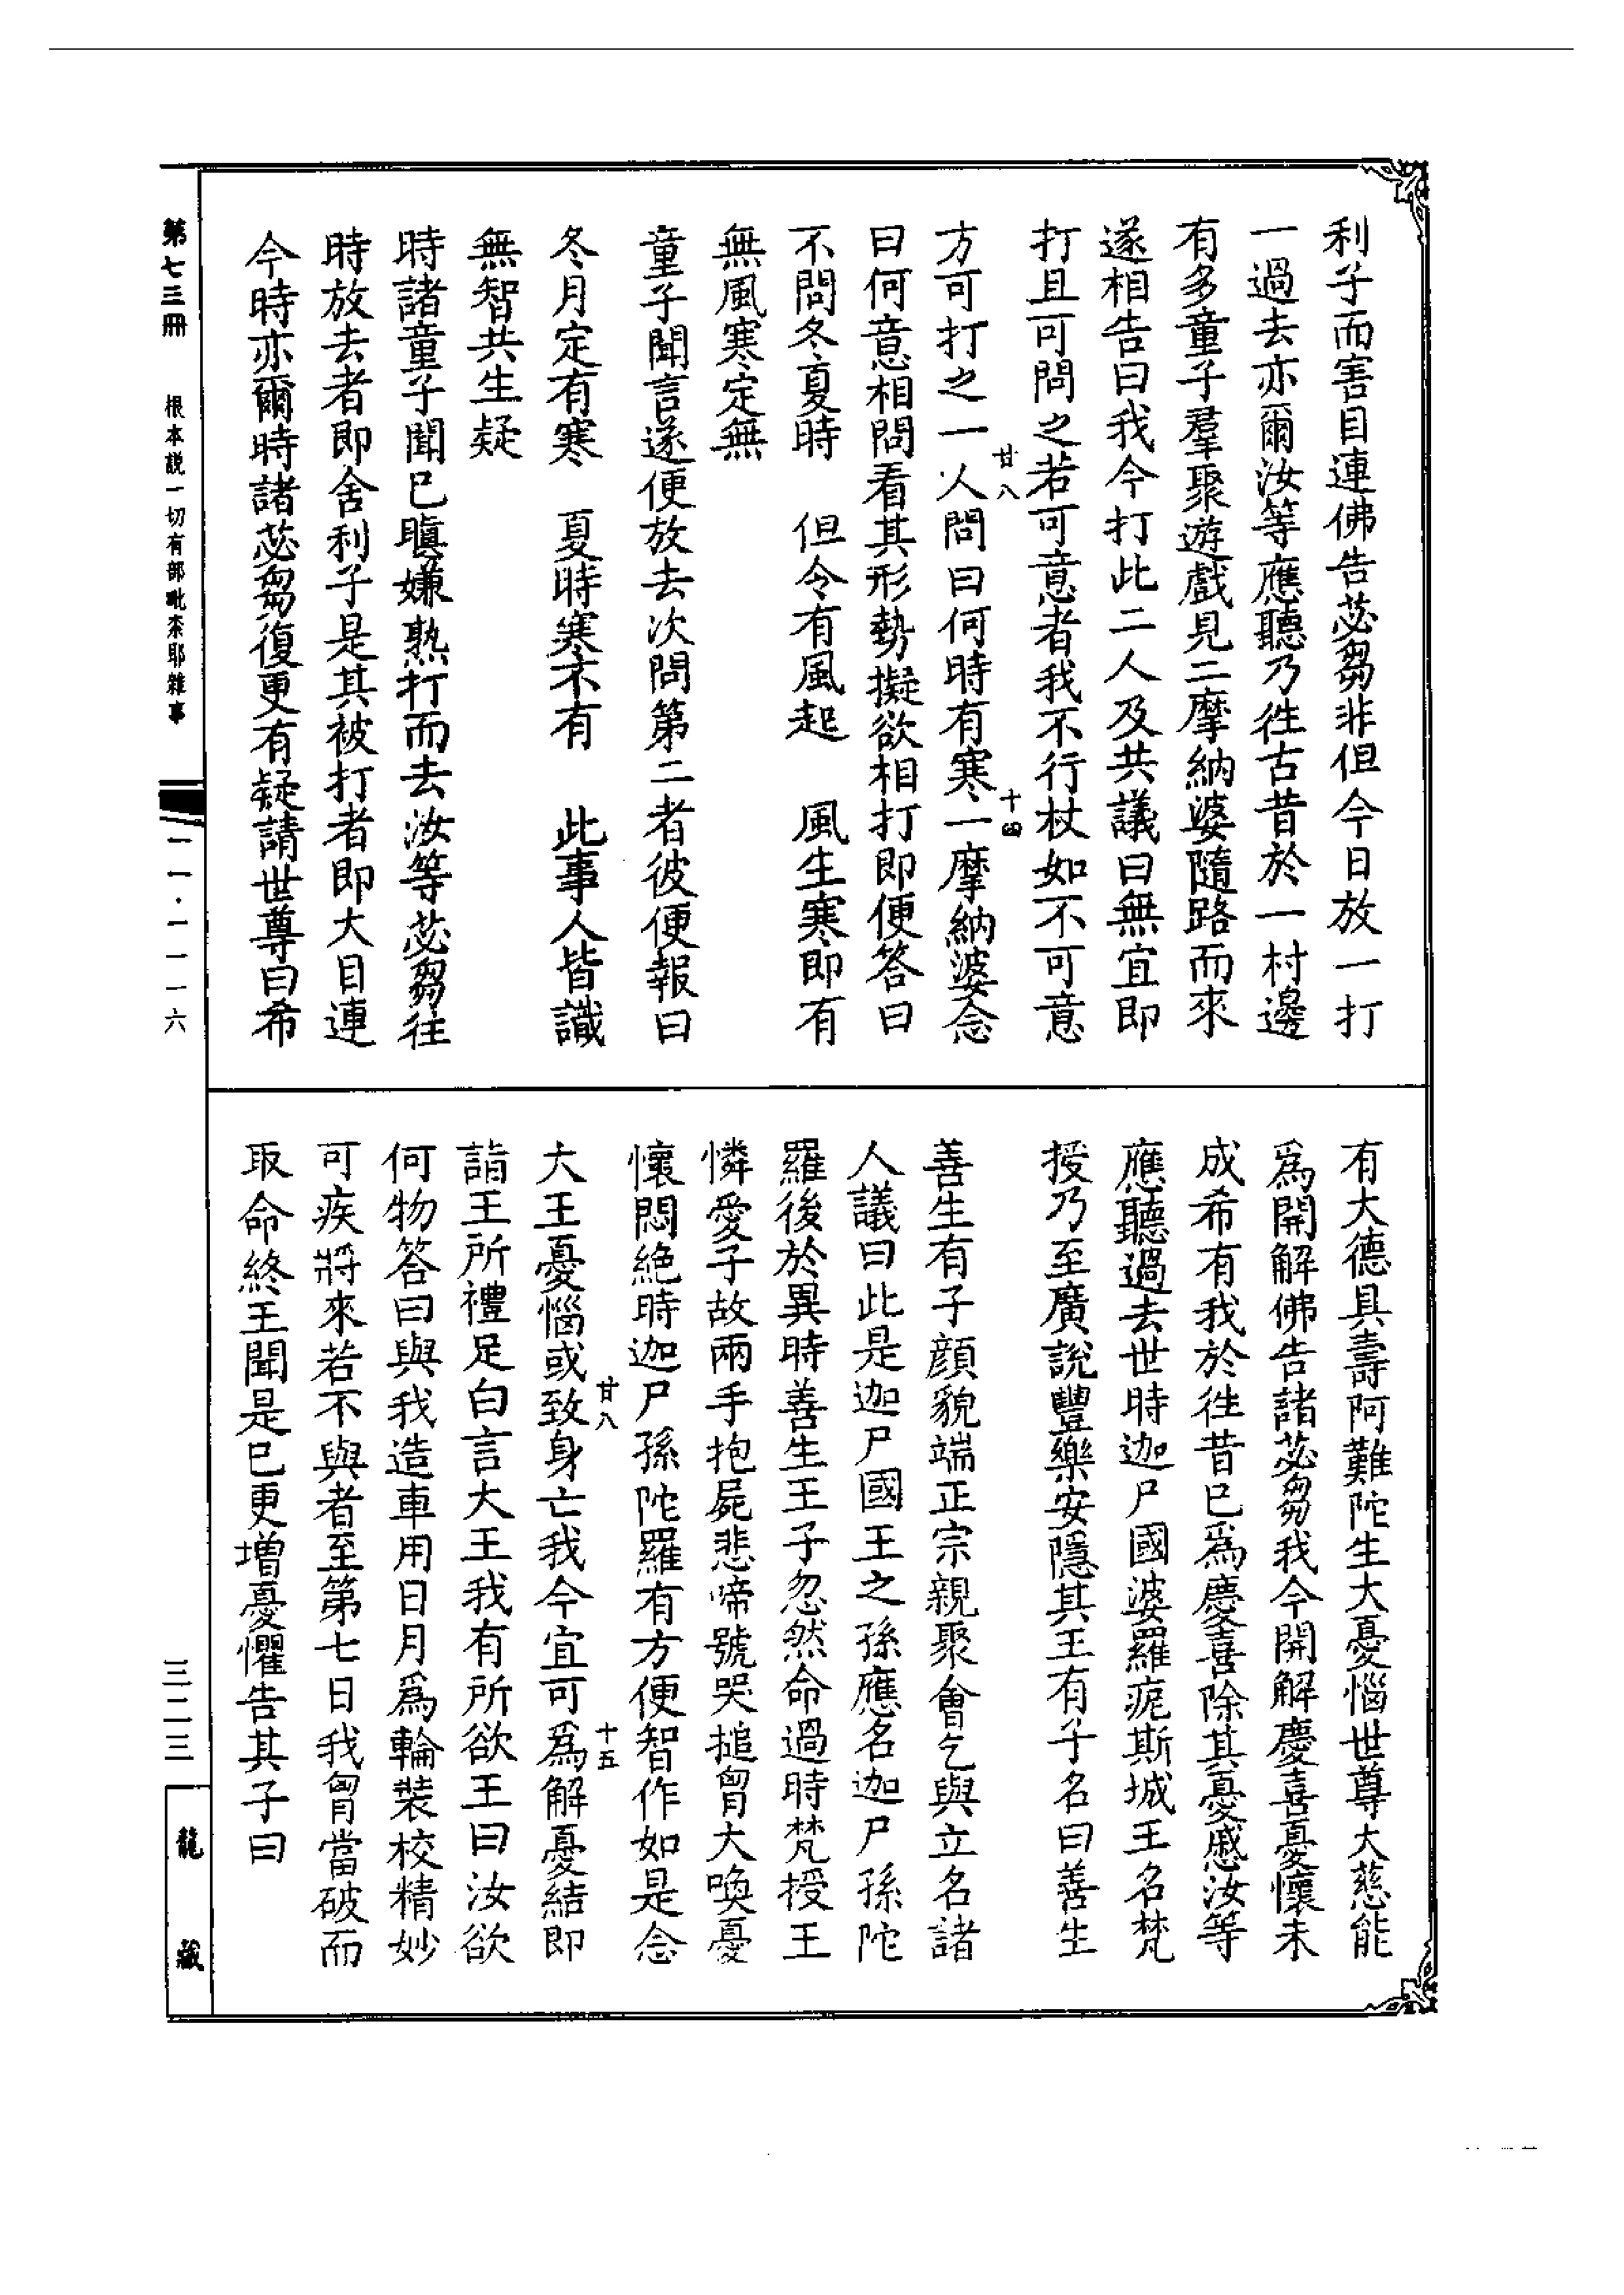 利子而害目連佛告苾芻非但今日放一打
一過去亦爾汝等應聽乃徃古昔於一村邊
有多童子羣聚遊戲見二摩納婆隨路而來
遂相告曰我今打此二人及共議曰無宜即
打且可問之若可意者我不行杖如不可意
甘八
十四
方可打之一人問曰何時有寒一摩納婆念
曰何意相問看其形勢擬欲相打即便答曰
不問冬夏時　但令有風起　風生寒即有
無風寒定無
童子聞言遂便放去次問第二者彼便報曰
冬月定有寒　夏時寒不有　此事人皆識
無智共生疑
時諸童子聞已瞋嫌熟打而去汝等苾芻往
時放去者即舍利子是其被打者即大目連
今時亦爾時諸苾芻復更有疑請世尊曰希
有大德具壽阿難陀生大憂惱世尊大慈能
爲開解佛告諸苾芻我今開解慶喜憂懷未
成希有我於徃昔已爲慶喜除其憂慼汝等
應聽過去世時迦尸國婆羅痆斯城王名梵
授乃至廣說豐樂安隱其王有子名曰善生
善生有子顔貌端正宗親聚會乞與立名諸
人議曰此是迦尸國王之孫應名迦尸孫陀
羅後於異時善生王子忽然命過時梵授王
憐愛子故兩手抱屍悲啼號哭搥胷大喚憂
懷悶絶時迦尸孫陀羅有方便智作如是念
甘八
十五
大王憂惱或致身亡我今宜可爲解憂結即
詣王所禮足白言大王我有所欲王曰汝欲
何物答曰與我造車用日月爲輪裝校精妙
可疾將來若不與者至第七日我胷當破而
取命終王聞是已更增憂懼告其子曰
第七三冊　根本說一切有部毗奈耶雜事
一一·一一一六
三二三
龍藏